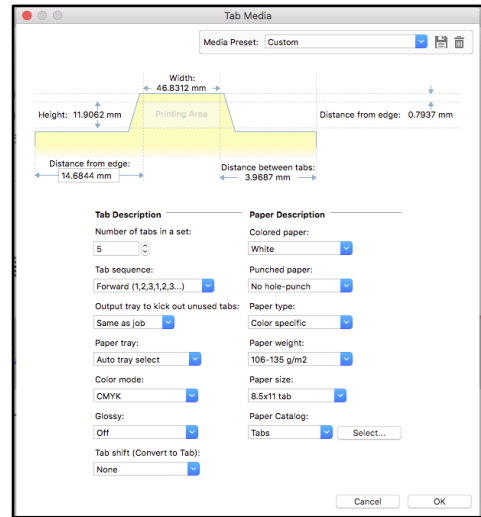 Tab Media
Media Preset: Custom
Width:
46.8312 mm
Height: 11.9062 mm
Printing Area
Distance from edge: 0.7937 mm
Distance from edge:
14.6844 mm
Distance between tabs:
3.9687 mm
Tab Description
Number of tabs in a set:
5
Tab sequence:
Forward (1,2,3,1,2,3...)
Output tray to kick out unused tabs:
Same as job
Paper tray:
Auto tray select
Color mode:
CMYK
Glossy:
Off
Tab shift (Convert to Tab):
None
Paper Description
Colored paper:
White
Punched paper:
No hole-punch
Paper type:
Color specific
Paper weight:
106-135 g/m2
Paper size:
8.5x11 tab
Paper Catalog:
Tabs
Select...
Cancel
OK